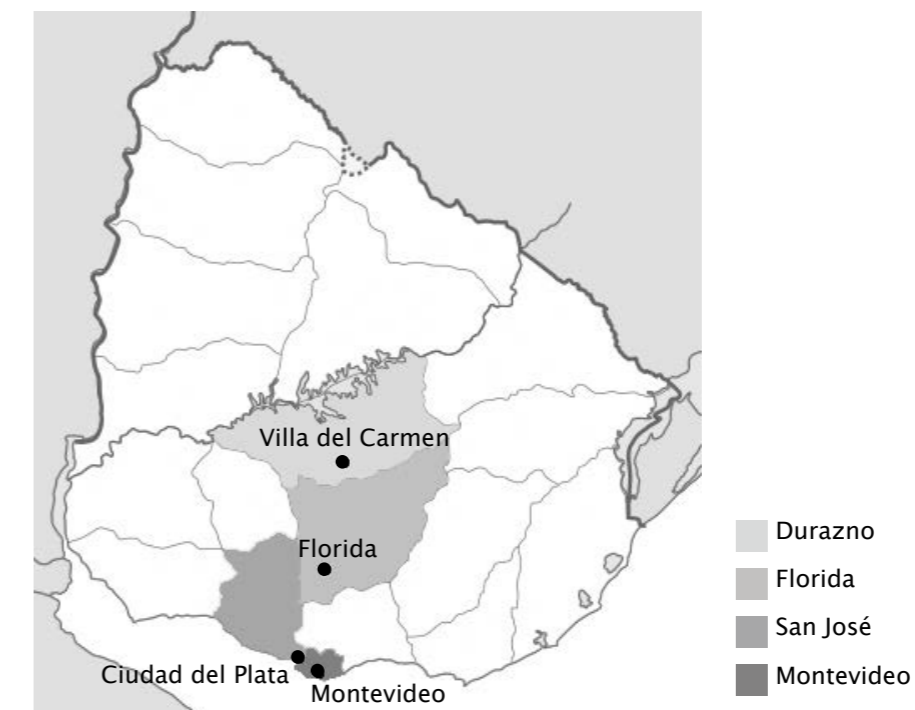 Villa del Carmen
Florida
Ciudad del Plata
Montevideo
Durazno
Florida
San José
Montevideo